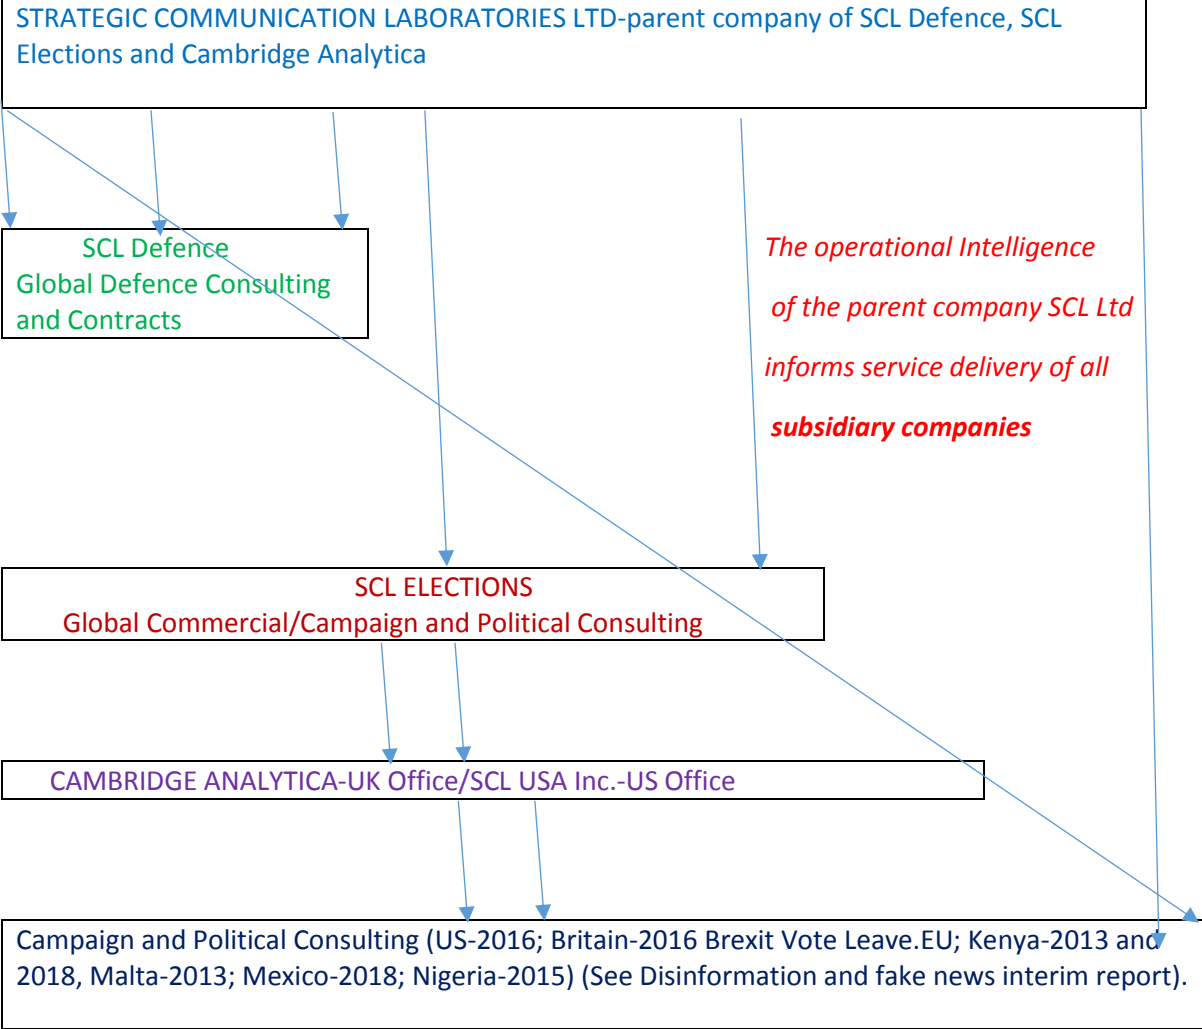 STRATEGIC COMMUNICATION LABORATORIES LTD-parent company of SCL Defence, SCL
Elections and Cambridge Analytica
SCL Defence
Global Defence Consulting
and Contracts
The operational Intelligence
of the parent company SCL Ltd
informs service delivery of all
subsidiary companies
SCL ELECTIONS
Global Commercial/Campaign and Political Consulting
CAMBRIDGE ANALYTICA-UK Office/SCL USA Inc.-US Office
Campaign and Political Consulting (US-2016; Britain-2016 Brexit Vote Leave.EU; Kenya-2013 and
2018, Malta-2013; Mexico-2018; Nigeria-2015) (See Disinformation and fake news interim report).